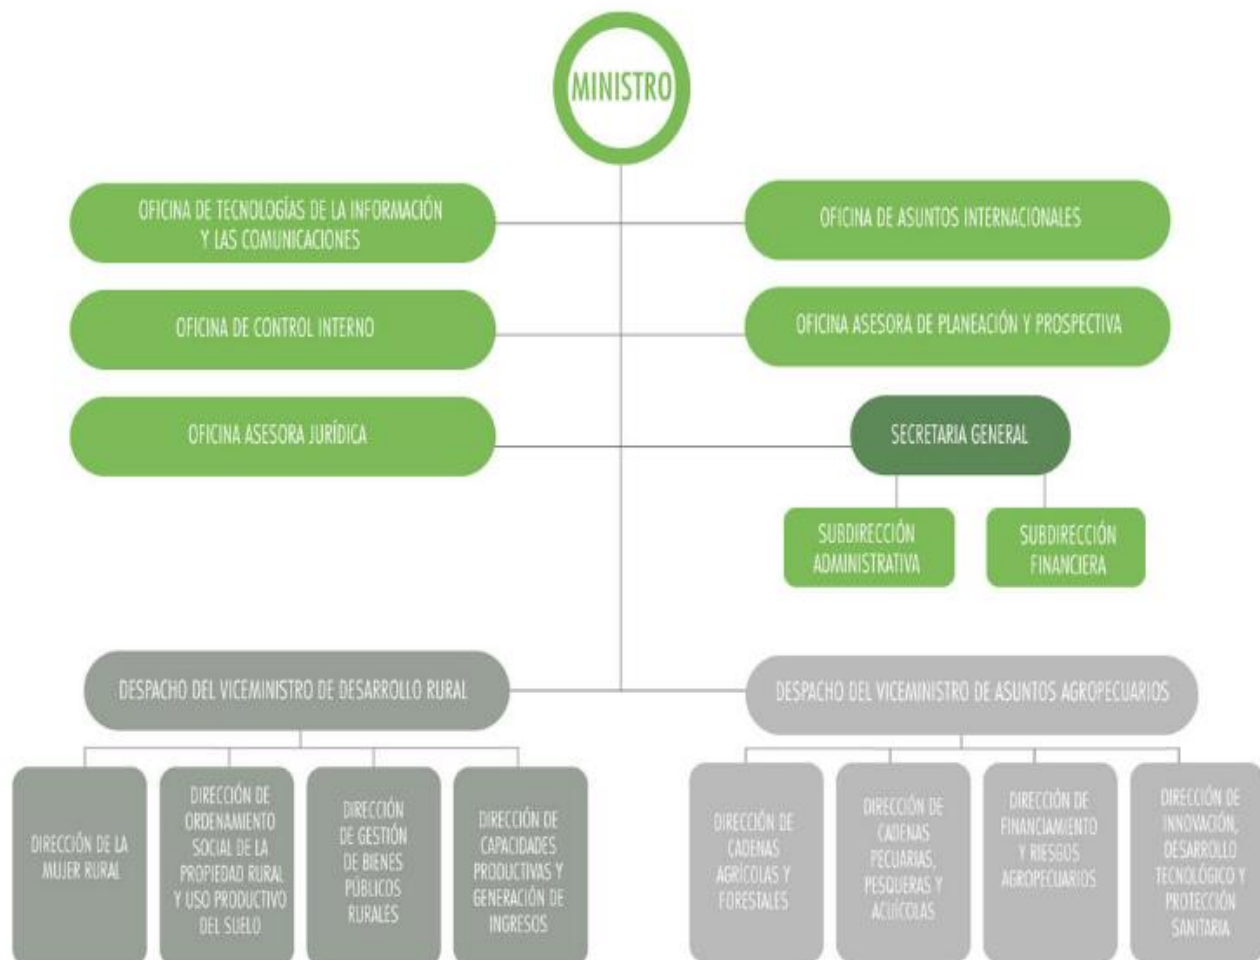 MINISTRO
OFICINA DE TECNOLOGÍAS DE LA INFORMACIÓN
Y LAS COMUNICACIONES
OFICINA DE ASUNTOS INTERNACIONALES
OFICINA DE CONTROL INTERNO
OFICINA ASESORA DE PLANEACIÓN Y PROSPECTIVA
OFICINA ASESORA JURÍDICA
SECRETARIA GENERAL
SUBDIRECCIÓN
ADMINISTRATIVA
SUBDIRECCIÓN
FINANCIERA
DESPACHO DEL VICEMINISTRO DE DESARROLLO RURAL
DESPACHO DEL VICEMINISTRO DE ASUNTOS AGROPECUARIOS
DIRECCIÓN DE LA
MUJER RURAL
DIRECCIÓN DE
ORDENAMIENTO
SOCIAL DE LA
PROPIEDAD RURAL
Y USO PRODUCTIVO
DEL SUELO
DIRECCIÓN
DE GESTIÓN
DE BIENES
PÚBLICOS
RURALES
DIRECCIÓN DE
CAPACIDADES
PRODUCTIVAS Y
GENERACIÓN DE
INGRESOS
DIRECCIÓN DE
CADENAS
AGRÍCOLAS Y
FORESTALES
DIRECCIÓN DE
CADENAS
PECUARIAS,
PESQUERAS Y
ACUÍCOLAS
DIRECCIÓN DE
FINANCIAMIENTO
Y RIESGOS
AGROPECUARIOS
DIRECCIÓN DE
INNOVACIÓN,
DESARROLLO
TECNOLÓGICO Y
PROTECCIÓN
SANITARIA